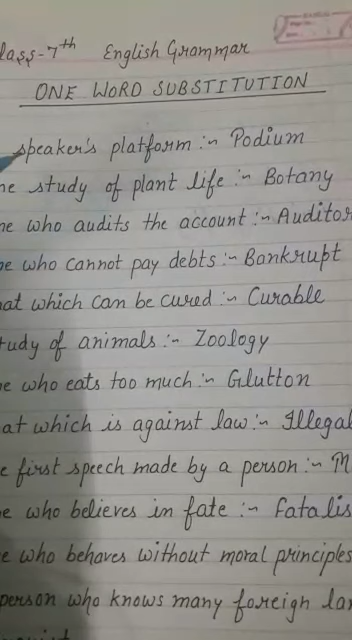 lass-7th English Grammar
ONE WORD SUBSTITUTION
speaker's platform :- Podium
he study of plant life :- Botany
ne who audits the account :- Auditor
ne who cannot pay debts :- Bankrupt
hat which can be cured :- Curable
tudy of animals :- Zoology
e who eats too much :- Glutton
at which is against law :- Illegal
e first speech made by a person :- M
e who believes in fate :- Fatalis
e who behaves without moral principles
person who knows many foreign lan